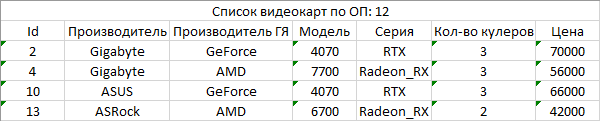 Список видеокарт по ОП: 12
Id Производитель Производитель ГЯ Модель Серия Кол-во кулеров Цена
2 Gigabyte GeForce 4070 RTX 3 70000
4 Gigabyte AMD 7700 Radeon_RX 3 56000
10 ASUS GeForce 4070 RTX 3 66000
13 ASRock AMD 6700 Radeon_RX 2 42000